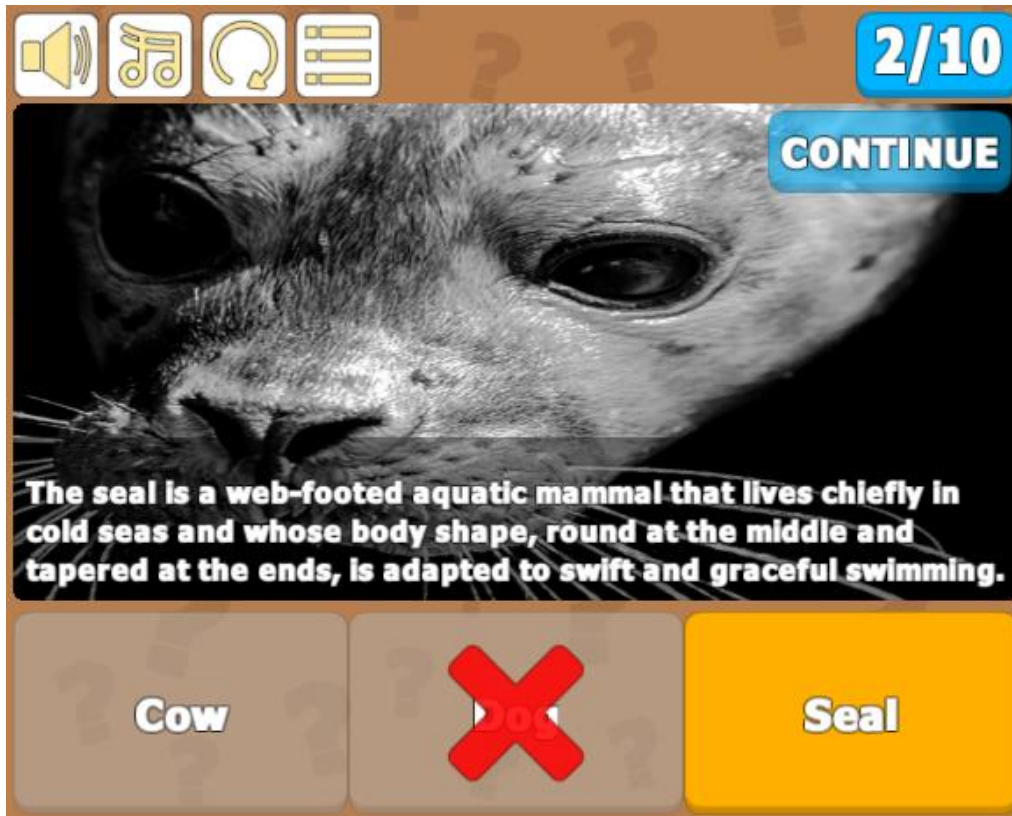 2/10
CONTINUE
The seal is a web-footed aquatic mammal that lives chiefly in
cold seas and whose body shape, round at the middle and
tapered at the ends, is adapted to swift and graceful swimming.
Cow
Dog
Seal